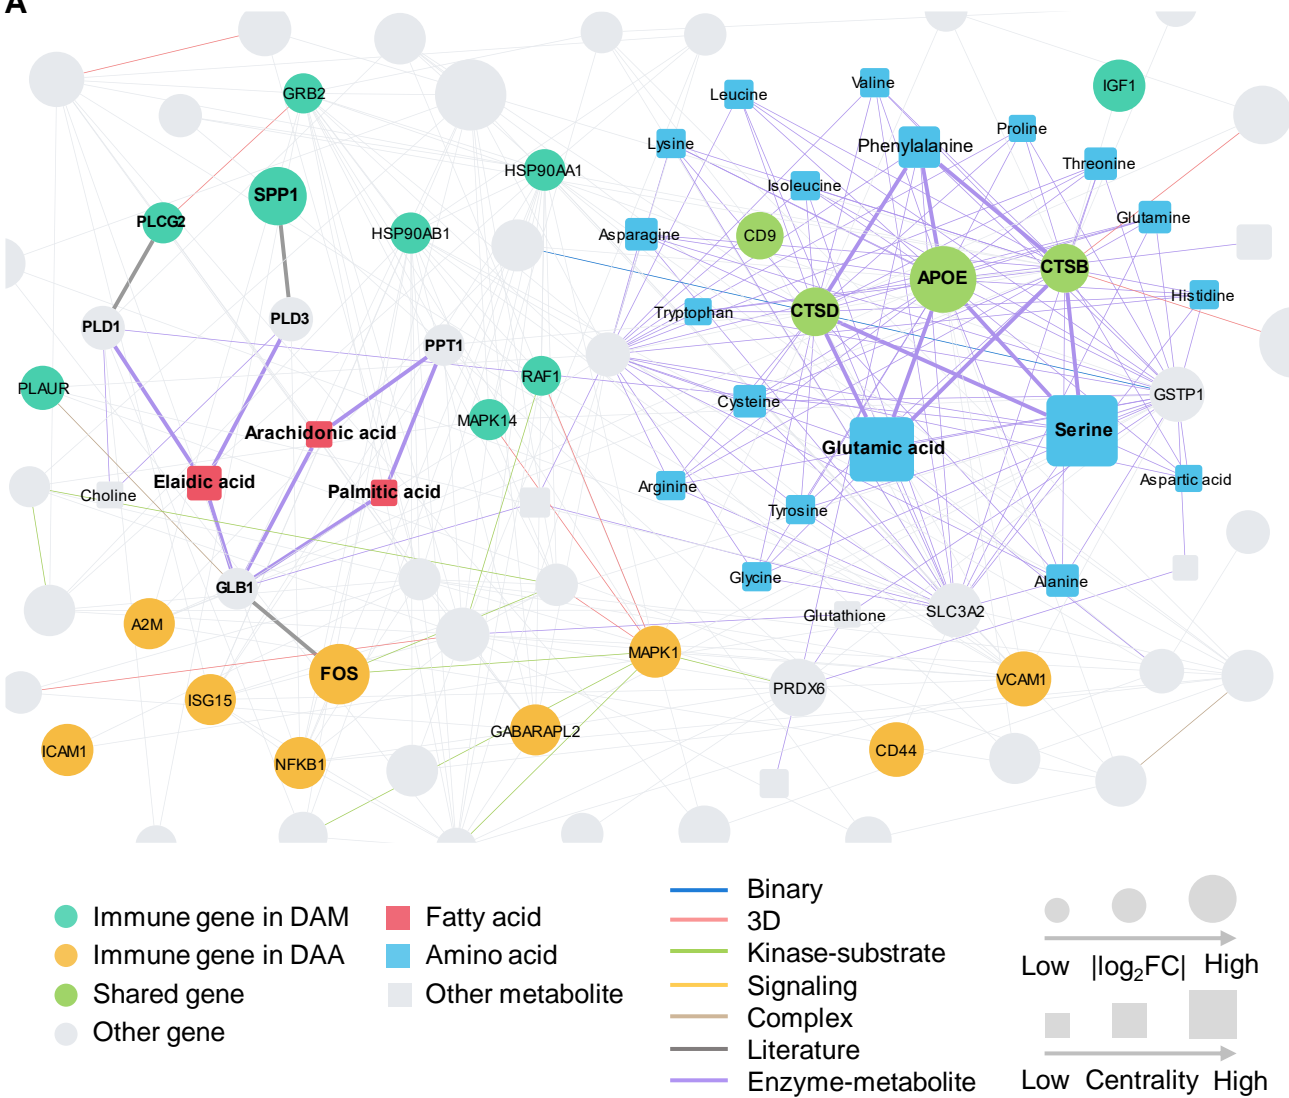 A
GRB2
Leucine
Valine
IGF1
Lysine
Phenylalanine
Proline
Threonine
HSP90AA1
Isoleucine
SPP1
PLCG2
HSP90AB1
Asparagine
CD9
Glutamine
APOE
CTSB
Histidine
CTSD
Tryptophan
PLD1
PLD3
PPT1
PLAUR
RAF1
GSTP1
Cysteine
MAPK14
Arachidonic acid
Glutamic acid
Serine
Elaidic acid
Palmitic acid
Choline
Arginine
Aspartic acid
Tyrosine
GLB1
Glycine
Alanine
Glutathione
SLC3A2
A2M
MAPK1
FOS
PRDX6
VCAM1
ISG15
GABARAPL2
ICAM1
NFKB1
CD44
Immune gene in DAM
Immune gene in DAA
Shared gene
Other gene
Fatty acid
Amino acid
Other metabolite
Binary
3D
Kinase-substrate
Signaling
Complex
Literature
Enzyme-metabolite
Low |log₂FC| High
Low Centrality High